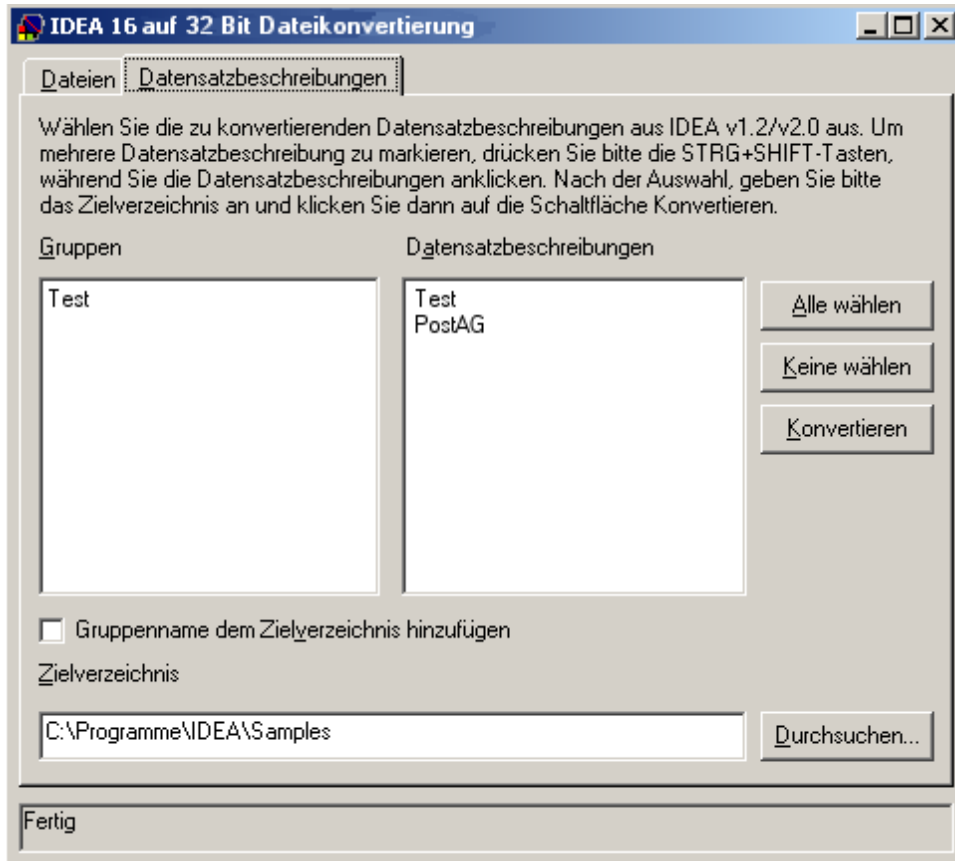 IDEA 16 auf 32 Bit Dateikonvertierung
Dateien Datensatzbeschreibungen
Wählen Sie die zu konvertierenden Datensatzbeschreibungen aus IDEA v1.2/v2.0 aus. Um
mehrere Datensatzbeschreibung zu markieren, drücken Sie bitte die STRG+SHIFT-Tasten,
während Sie die Datensatzbeschreibungen anklicken. Nach der Auswahl, geben Sie bitte
das Zielverzeichnis an und klicken Sie dann auf die Schaltfläche Konvertieren.
Gruppen
Test
Datensatzbeschreibungen
Test
PostAG
Alle wählen
Keine wählen
Konvertieren
Gruppenname dem Zielverzeichnis hinzufügen
Zielverzeichnis
C:\Programme\IDEA\Samples
Durchsuchen...
Fertig